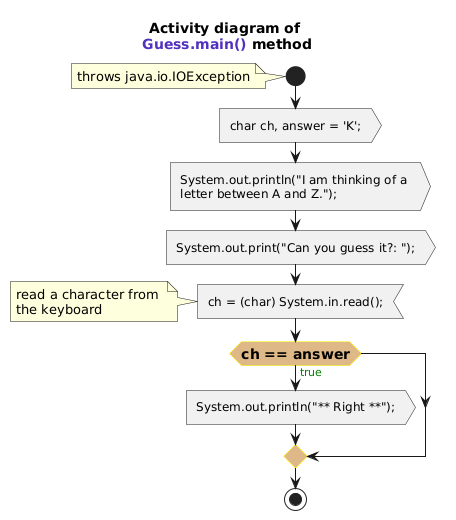 Activity diagram of
Guess.main() method
throws java.io.IOException
char ch, answer = 'K';
System.out.println("I am thinking of a
letter between A and Z.");
System.out.print("Can you guess it?: ");
read a character from
the keyboard
ch = (char) System.in.read();
ch == answer
true
System.out.println("** Right **");